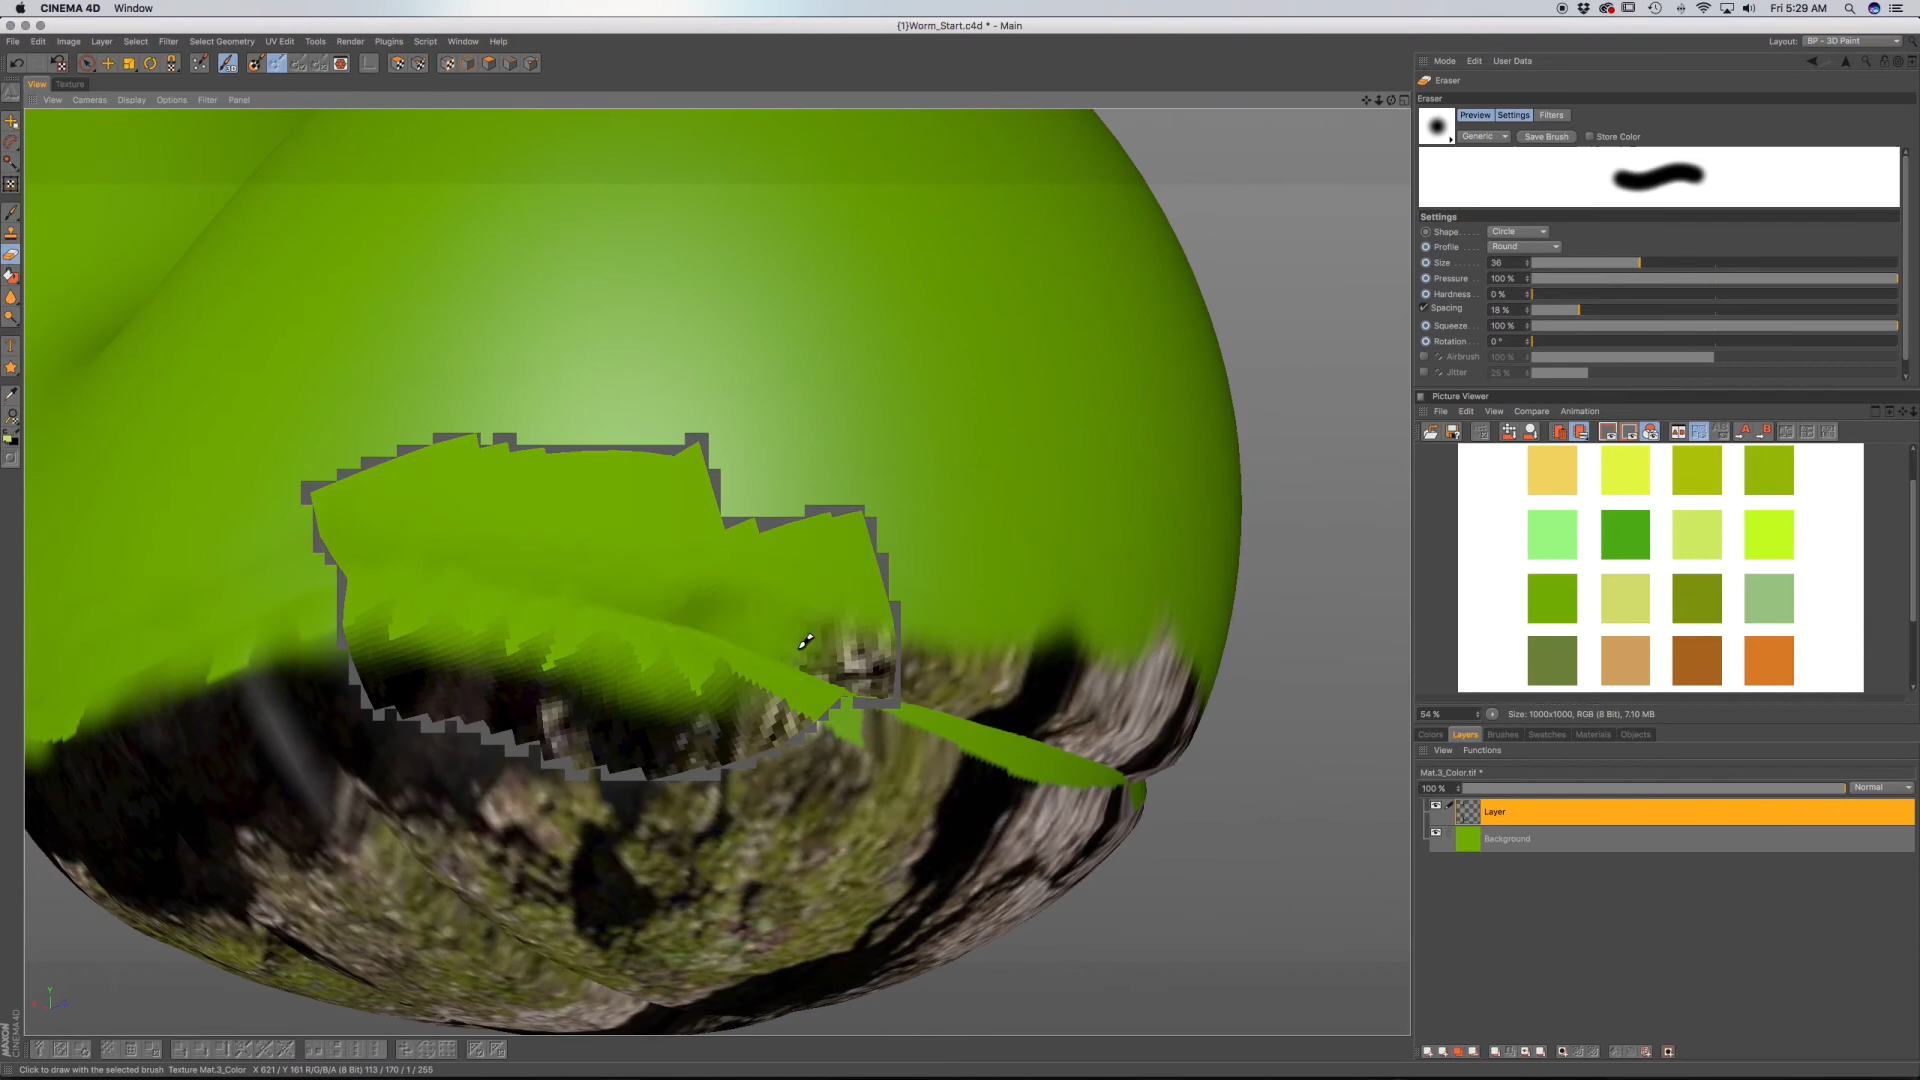 CINEMA 4D Window Fri 5:29 AM
{1}Worm_Start.c4d * - Main
File Edit Image Layer Select Filter Select Geometry UV Edit Tools Render Plugins Script Window Help Layout: BP - 3D Paint
Mode Edit User Data
3D
Eraser
View Texture
View Cameras Display Options Filter Panel
Eraser
Preview Settings Filters
Generic Save Brush Store Color
Settings
Shape Circle
Profile Round
Size 36
Pressure 100 %
Hardness 0 %
Spacing 18 %
Squeeze 100 %
Rotation 0 °
Airbrush 100 %
Jitter 25 %
Picture Viewer
File Edit View Compare Animation
54 % Size: 1000x1000, RGB (8 Bit), 7.10 MB
Colors Layers Brushes Swatches Materials Objects
View Functions
Mat.3_Color.tif *
100 % Normal
Layer
Background
Y
MAXON
CINEMA4D
Click to draw with the selected brush Texture Mat.3_Color X 621 / Y 161 R/G/B/A (8 Bit) 113 / 170 / 1 / 255